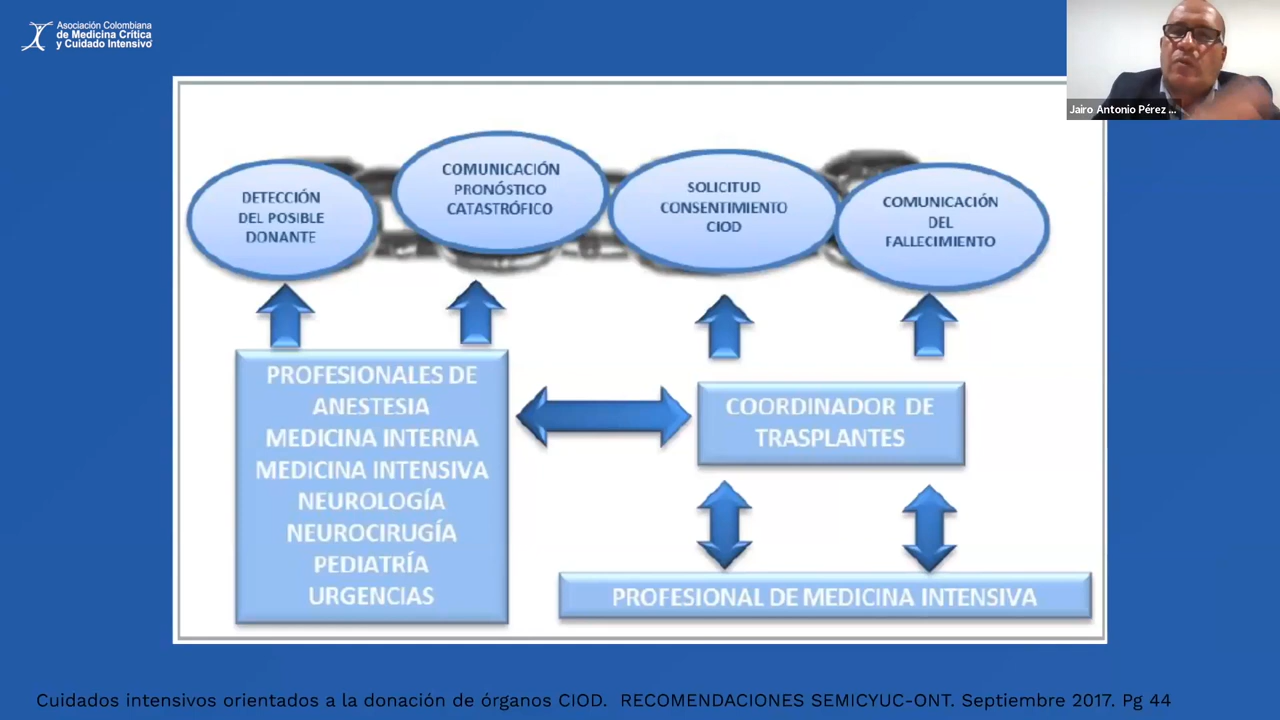 Asociación Colombiana
de Medicina Crítica
y Cuidado Intensivo
Jairo Antonio Pérez ...
DETECCIÓN
DEL POSIBLE
DONANTE
COMUNICACIÓN
PRONÓSTICO
CATASTRÓFICO
SOLICITUD
CONSENTIMIENTO
CIOD
COMUNICACIÓN
DEL
FALLECIMIENTO
PROFESIONALES DE
ANESTESIA
MEDICINA INTERNA
MEDICINA INTENSIVA
NEUROLOGÍA
NEUROCIRUGÍA
PEDIATRÍA
URGENCIAS
COORDINADOR DE
TRASPLANTES
PROFESIONAL DE MEDICINA INTENSIVA
Cuidados intensivos orientados a la donación de órganos CIOD. RECOMENDACIONES SEMICYUC-ONT. Septiembre 2017. Pg 44